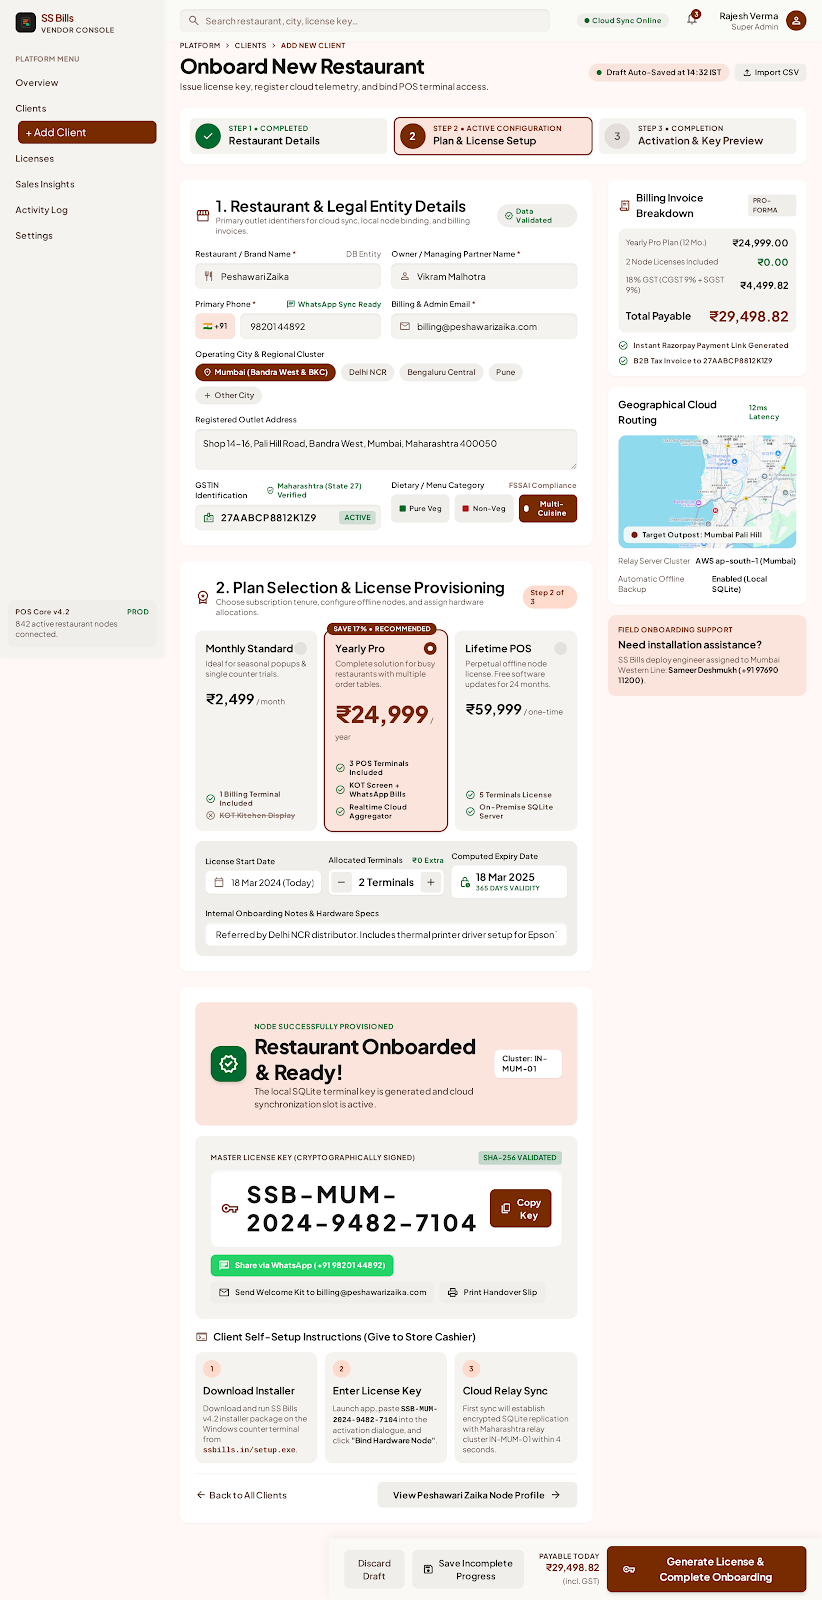 SS Bills
VENDOR CONSOLE
Search restaurant, city, license key...
Cloud Sync Online
3
Rajesh Verma
Super Admin
PLATFORM MENU
Overview
Clients
+ Add Client
Licenses
Sales Insights
Activity Log
Settings
POS Core v4.2 PROD
842 active restaurant nodes
connected.
PLATFORM > CLIENTS > ADD NEW CLIENT
Onboard New Restaurant
Issue license key, register cloud telemetry, and bind POS terminal access.
Draft Auto-Saved at 14:32 IST
Import CSV
STEP 1 • COMPLETED
Restaurant Details
2
STEP 2 • ACTIVE CONFIGURATION
Plan & License Setup
3
STEP 3 • COMPLETION
Activation & Key Preview
1. Restaurant & Legal Entity Details
Primary outlet identifiers for cloud sync, local node binding, and billing
invoices.
Data
Validated
Restaurant / Brand Name * DB Entity
Peshawari Zaika
Owner / Managing Partner Name *
Vikram Malhotra
Primary Phone * WhatsApp Sync Ready
+91
98201 44892
Billing & Admin Email *
billing@peshawarizaika.com
Operating City & Regional Cluster
Mumbai (Bandra West & BKC)
Delhi NCR
Bengaluru Central
Pune
+ Other City
Registered Outlet Address
Shop 14-16, Pali Hill Road, Bandra West, Mumbai, Maharashtra 400050
GSTIN
Identification
Maharashtra (State 27)
Verified
27AABCP8812K1Z9 ACTIVE
Dietary / Menu Category FSSAI Compliance
Pure Veg
Non-Veg
Multi-
Cuisine
2. Plan Selection & License Provisioning
Choose subscription tenure, configure offline nodes, and assign hardware
allocations.
Step 2 of
3
Monthly Standard
Ideal for seasonal popups &
single counter trials.
₹2,499 / month
1 Billing Terminal
Included
KOT Kitchen Display
SAVE 17% • RECOMMENDED
Yearly Pro
Complete solution for busy
restaurants with multiple
order tables.
₹24,999 /
year
3 POS Terminals
Included
KOT Screen +
WhatsApp Bills
Realtime Cloud
Aggregator
Lifetime POS
Perpetual offline node
license. Free software
updates for 24 months.
₹59,999 / one-time
5 Terminals License
On-Premise SQLite
Server
License Start Date
18 Mar 2024 (Today)
Allocated Terminals ₹0 Extra
− 2 Terminals +
Computed Expiry Date
18 Mar 2025
365 DAYS VALIDITY
Internal Onboarding Notes & Hardware Specs
Referred by Delhi NCR distributor. Includes thermal printer driver setup for Epson
NODE SUCCESSFULLY PROVISIONED
Restaurant Onboarded
& Ready!
The local SQLite terminal key is generated and cloud
synchronization slot is active.
Cluster: IN-
MUM-01
MASTER LICENSE KEY (CRYPTOGRAPHICALLY SIGNED)
SHA-256 VALIDATED
SSB-MUM-
2024-9482-7104
Copy
Key
Share via WhatsApp (+91 98201 44892)
Send Welcome Kit to billing@peshawarizaika.com
Print Handover Slip
Client Self-Setup Instructions (Give to Store Cashier)
1
Download Installer
Download and run SS Bills
v4.2 installer package on the
Windows counter terminal
from
ssbills.in/setup.exe.
2
Enter License Key
Launch app, paste SSB-MUM-
2024-9482-7104 into the
activation dialogue, and
click "Bind Hardware Node".
3
Cloud Relay Sync
First sync will establish
encrypted SQLite replication
with Maharashtra relay
cluster IN-MUM-01 within 4
seconds.
← Back to All Clients
View Peshawari Zaika Node Profile →
Billing Invoice
Breakdown
PRO-
FORMA
Yearly Pro Plan (12 Mo.) ₹24,999.00
2 Node Licenses Included ₹0.00
18% GST (CGST 9% + SGST
9%) ₹4,499.82
Total Payable ₹29,498.82
Instant Razorpay Payment Link Generated
B2B Tax Invoice to 27AABCP8812K1Z9
Geographical Cloud
Routing
12ms
Latency
Target Outpost: Mumbai Pali Hill
Relay Server Cluster AWS ap-south-1 (Mumbai)
Automatic Offline
Backup
Enabled (Local
SQLite)
FIELD ONBOARDING SUPPORT
Need installation assistance?
SS Bills deploy engineer assigned to Mumbai
Western Line: Sameer Deshmukh (+91 97690
11200).
Discard
Draft
Save Incomplete
Progress
PAYABLE TODAY
₹29,498.82
(incl. GST)
Generate License &
Complete Onboarding